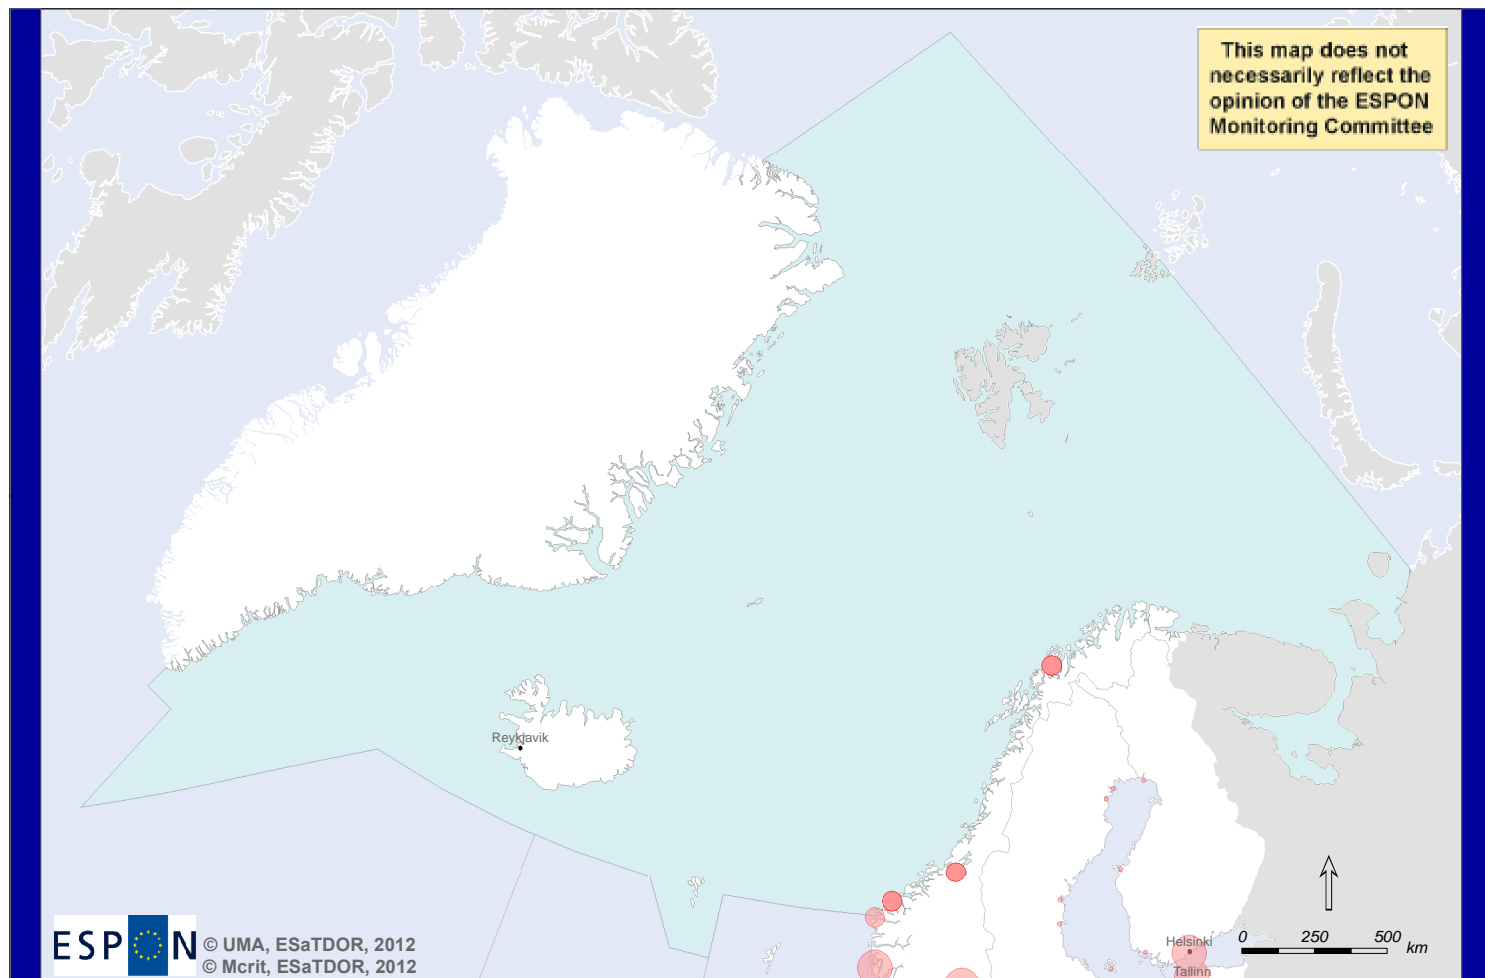 This map does not
necessarily reflect the
opinion of the ESPON
Monitoring Committee
Reykjavik
Helsinki
Tallinn
0 250 500 km
ESPON
© UMA, ESaTDOR, 2012
© Mcrit, ESaTDOR, 2012